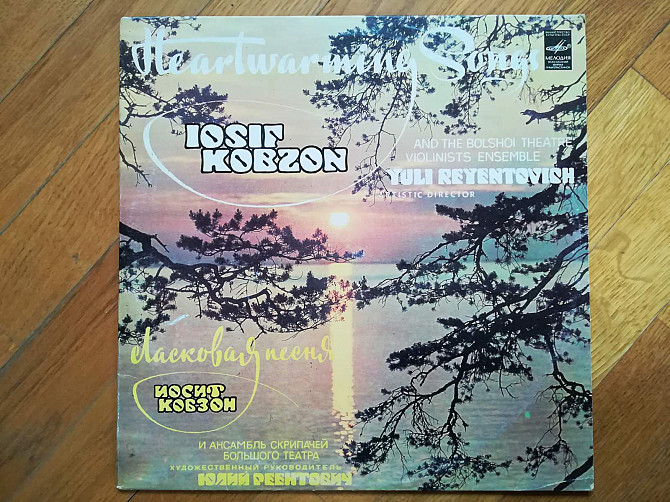 Heartwarming Songs
МЕЛОДИЯ
IOSIF
KOBZON
AND THE BOLSHOI THEATRE
VIOLINISTS ENSEMBLE
YULI REYENTOVICH
ARTISTIC DIRECTOR
Ласковая песня
ИОСИФ
КОБЗОН
И АНСАМБЛЬ СКРИПАЧЕЙ
БОЛЬШОГО ТЕАТРА
ХУДОЖЕСТВЕННЫЙ РУКОВОДИТЕЛЬ
ЮЛИЙ РЕЕНТОВИЧ